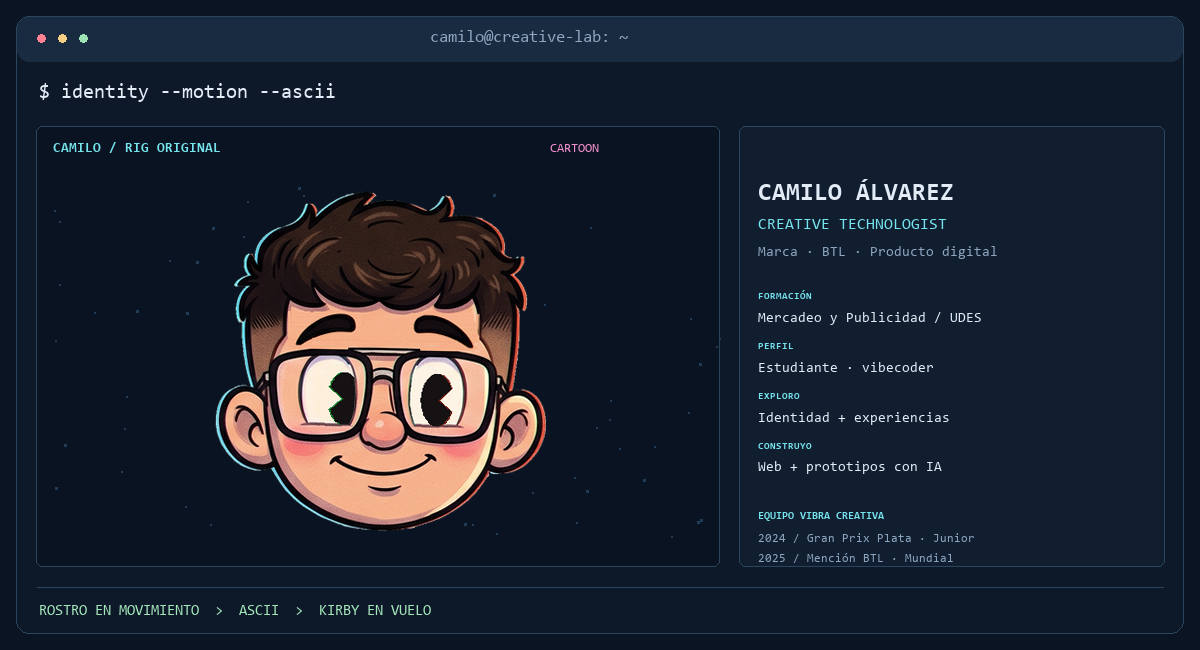 camilo@creative-lab: ~
$ identity --motion --ascii
CAMILO / RIG ORIGINAL
CARTOON
CAMILO ÁLVAREZ
CREATIVE TECHNOLOGIST
Marca · BTL · Producto digital
FORMACIÓN
Mercadeo y Publicidad / UDES
PERFIL
Estudiante · vibecoder
EXPLORO
Identidad + experiencias
CONSTRUYO
Web + prototipos con IA
EQUIPO VIBRA CREATIVA
2024 / Gran Prix Plata · Junior
2025 / Mención BTL · Mundial
ROSTRO EN MOVIMIENTO > ASCII > KIRBY EN VUELO